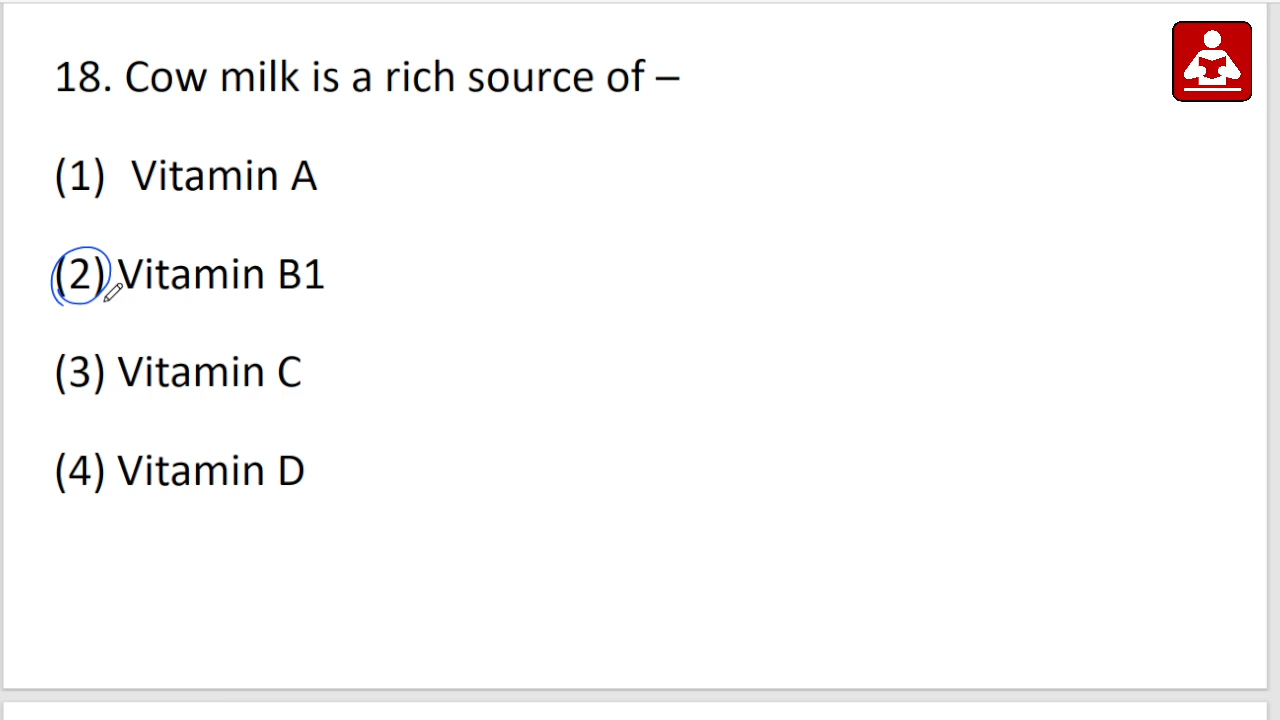 18. Cow milk is a rich source of –
(1) Vitamin A
(2) Vitamin B1
(3) Vitamin C
(4) Vitamin D